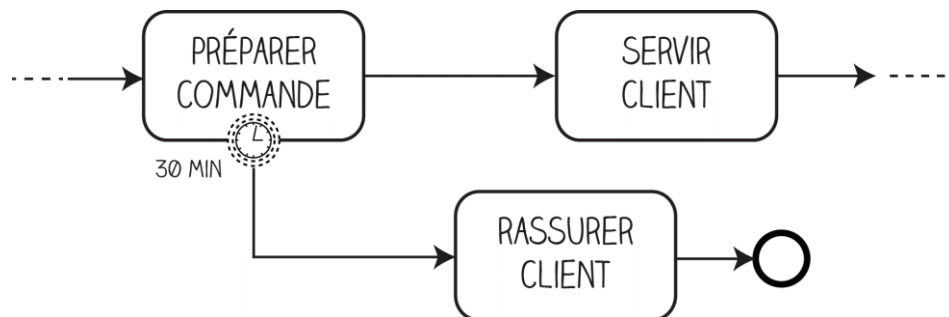 PRÉPARER
COMMANDE
SERVIR
CLIENT
30 MIN
RASSURER
CLIENT